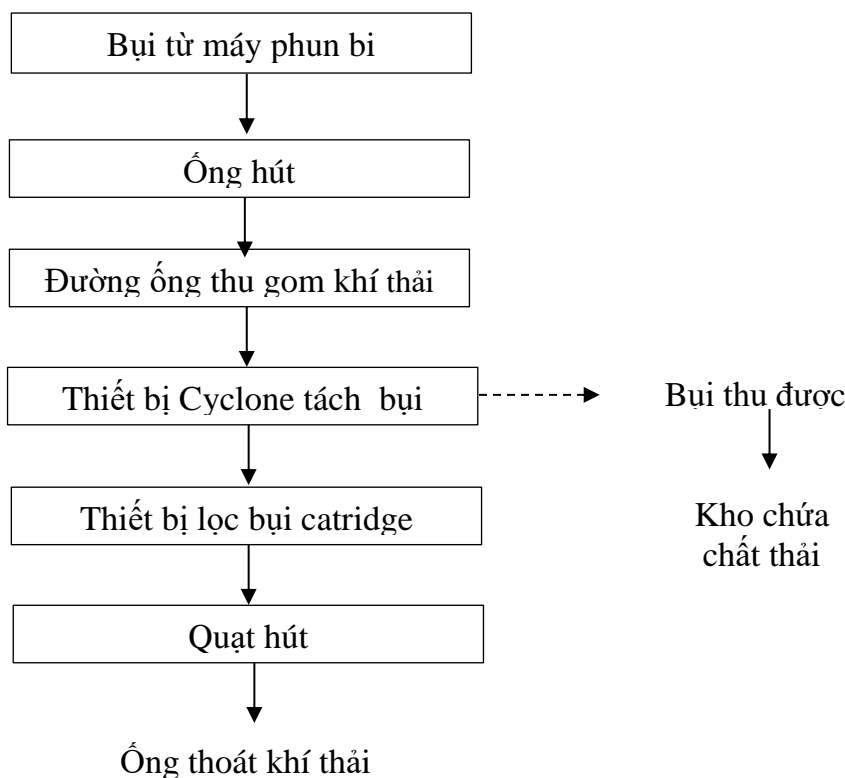 Bụi từ máy phun bi
Ống hút
Đường ống thu gom khí thải
Thiết bị Cyclone tách bụi
Bụi thu được
Thiết bị lọc bụi catridge
Kho chứa
chất thải
Quạt hút
Ống thoát khí thải